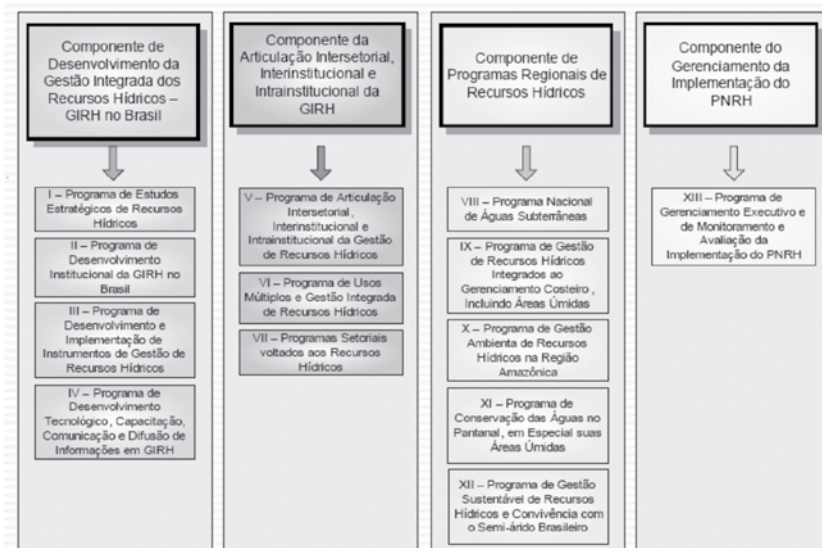 Componente de
Desenvolvimento da
Gestão Integrada dos
Recursos Hídricos –
GIRH no Brasil
I – Programa de Estudos
Estratégicos de Recursos
Hídricos
II – Programa de
Desenvolvimento
Institucional da GIRH no
Brasil
III – Programa de
Desenvolvimento e
Implementação de
Instrumentos de Gestão de
Recursos Hídricos
IV – Programa de
Desenvolvimento
Tecnológico, Capacitação,
Comunicação e Difusão de
Informações em GIRH
Componente da
Articulação Intersetorial,
Interinstitucional e
Intrainstitucional da
GIRH
V – Programa de Articulação
Intersetorial,
Interinstitucional e
Intrainstitucional da Gestão
de Recursos Hídricos
VI – Programa de Usos
Múltiplos e Gestão Integrada
de Recursos Hídricos
VII – Programas Setoriais
voltados aos Recursos
Hídricos
Componente de
Programas Regionais de
Recursos Hídricos
VIII – Programa Nacional
de Águas Subterrâneas
IX – Programa de Gestão
de Recursos Hídricos
Integrados ao
Gerenciamento Costeiro,
Incluindo Áreas Úmidas
X – Programa de Gestão
Ambienta de Recursos
Hídricos na Região
Amazônica
XI – Programa de
Conservação das Águas no
Pantanal, em Especial suas
Áreas Úmidas
XII – Programa de Gestão
Sustentável de Recursos
Hídricos e Convivência com
o Semi-árido Brasileiro
Componente do
Gerenciamento da
Implementação do
PNRH
XIII – Programa de
Gerenciamento Executivo e
de Monitoramento e
Avaliação da
Implementação do PNRH